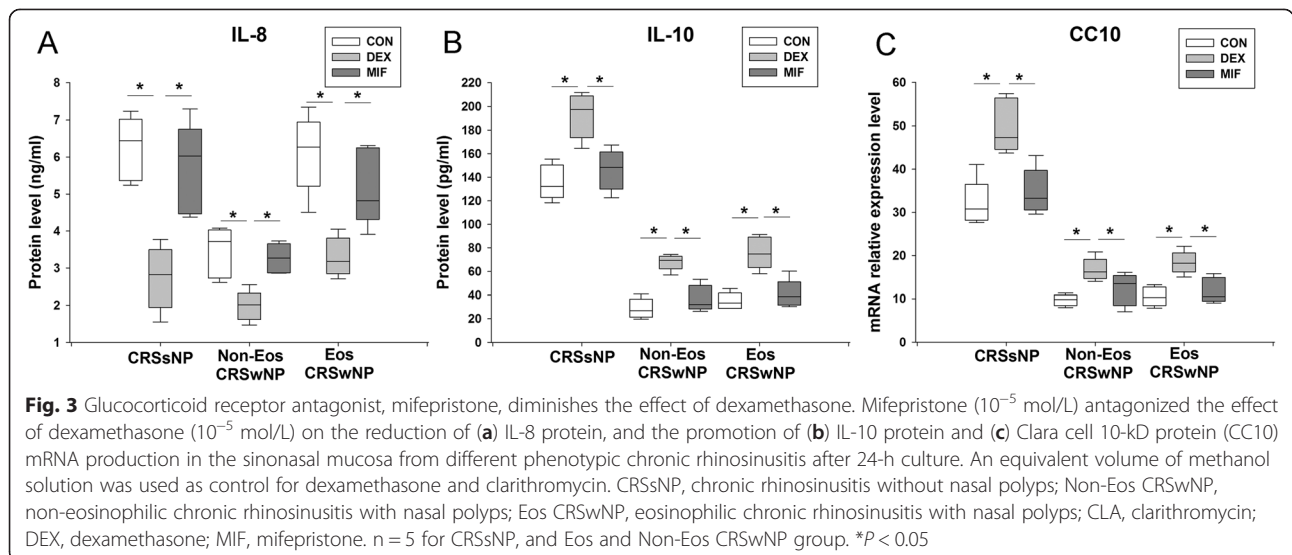 A
IL-8
CON
DEX
MIF
Protein level (ng/ml)
8
7
6
5
4
3
2
1
* * * * * *
CRSsNP
Non-Eos CRSwNP
Eos CRSwNP
B
IL-10
CON
DEX
MIF
Protein level (pg/ml)
220
200
180
160
140
120
100
80
60
40
20
0
* * * * * *
CRSsNP
Non-Eos CRSwNP
Eos CRSwNP
C
CC10
CON
DEX
MIF
mRNA relative expression level
60
50
40
30
20
10
0
* * * * * *
CRSsNP
Non-Eos CRSwNP
Eos CRSwNP
Fig. 3 Glucocorticoid receptor antagonist, mifepristone, diminishes the effect of dexamethasone. Mifepristone (10⁻⁵ mol/L) antagonized the effect
of dexamethasone (10⁻⁵ mol/L) on the reduction of (a) IL-8 protein, and the promotion of (b) IL-10 protein and (c) Clara cell 10-kD protein (CC10)
mRNA production in the sinonasal mucosa from different phenotypic chronic rhinosinusitis after 24-h culture. An equivalent volume of methanol
solution was used as control for dexamethasone and clarithromycin. CRSsNP, chronic rhinosinusitis without nasal polyps; Non-Eos CRSwNP,
non-eosinophilic chronic rhinosinusitis with nasal polyps; Eos CRSwNP, eosinophilic chronic rhinosinusitis with nasal polyps; CLA, clarithromycin;
DEX, dexamethasone; MIF, mifepristone. n = 5 for CRSsNP, and Eos and Non-Eos CRSwNP group. *P < 0.05